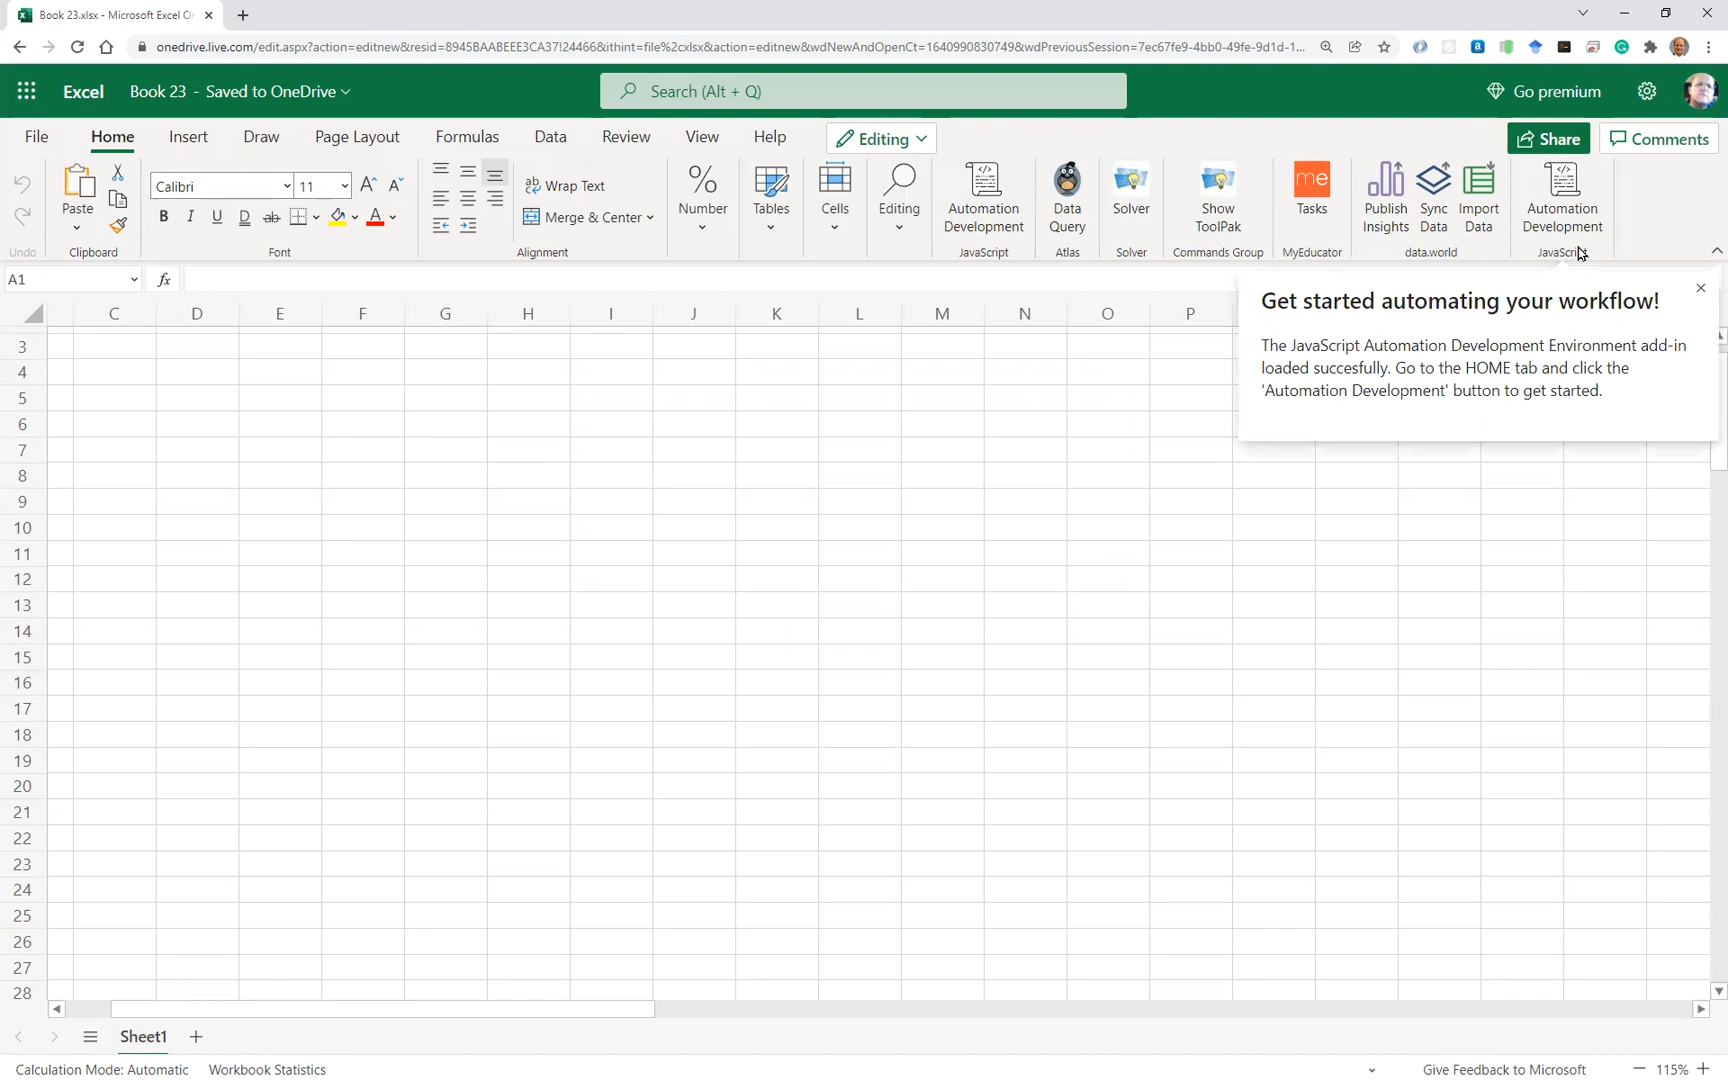 Book 23.xlsx - Microsoft Excel Or
onedrive.live.com/edit.aspx?action=editnew&resid=8945BAABEEE3CA37!24466&ithint=file%2cxlsx&action=editnew&wdNewAndOpenCt=1640990830749&wdPreviousSession=7ec67fe9-4bb0-49fe-9d1d-1...
Excel Book 23 - Saved to OneDrive Search (Alt + Q) Go premium
File Home Insert Draw Page Layout Formulas Data Review View Help Editing Share Comments
Paste Calibri 11 Wrap Text Merge & Center Number Tables Cells Editing
Automation Development Data Query Solver Show ToolPak me Tasks Publish Insights Sync Data Import Data Automation Development
Undo Clipboard Font Alignment JavaScript Atlas Solver Commands Group MyEducator data.world JavaScript
A1 fx
C D E F G H I J K L M N O P
Get started automating your workflow!
The JavaScript Automation Development Environment add-in
loaded succesfully. Go to the HOME tab and click the
'Automation Development' button to get started.
3
4
5
6
7
8
9
10
11
12
13
14
15
16
17
18
19
20
21
22
23
24
25
26
27
28
Sheet1
Calculation Mode: Automatic Workbook Statistics Give Feedback to Microsoft 115%